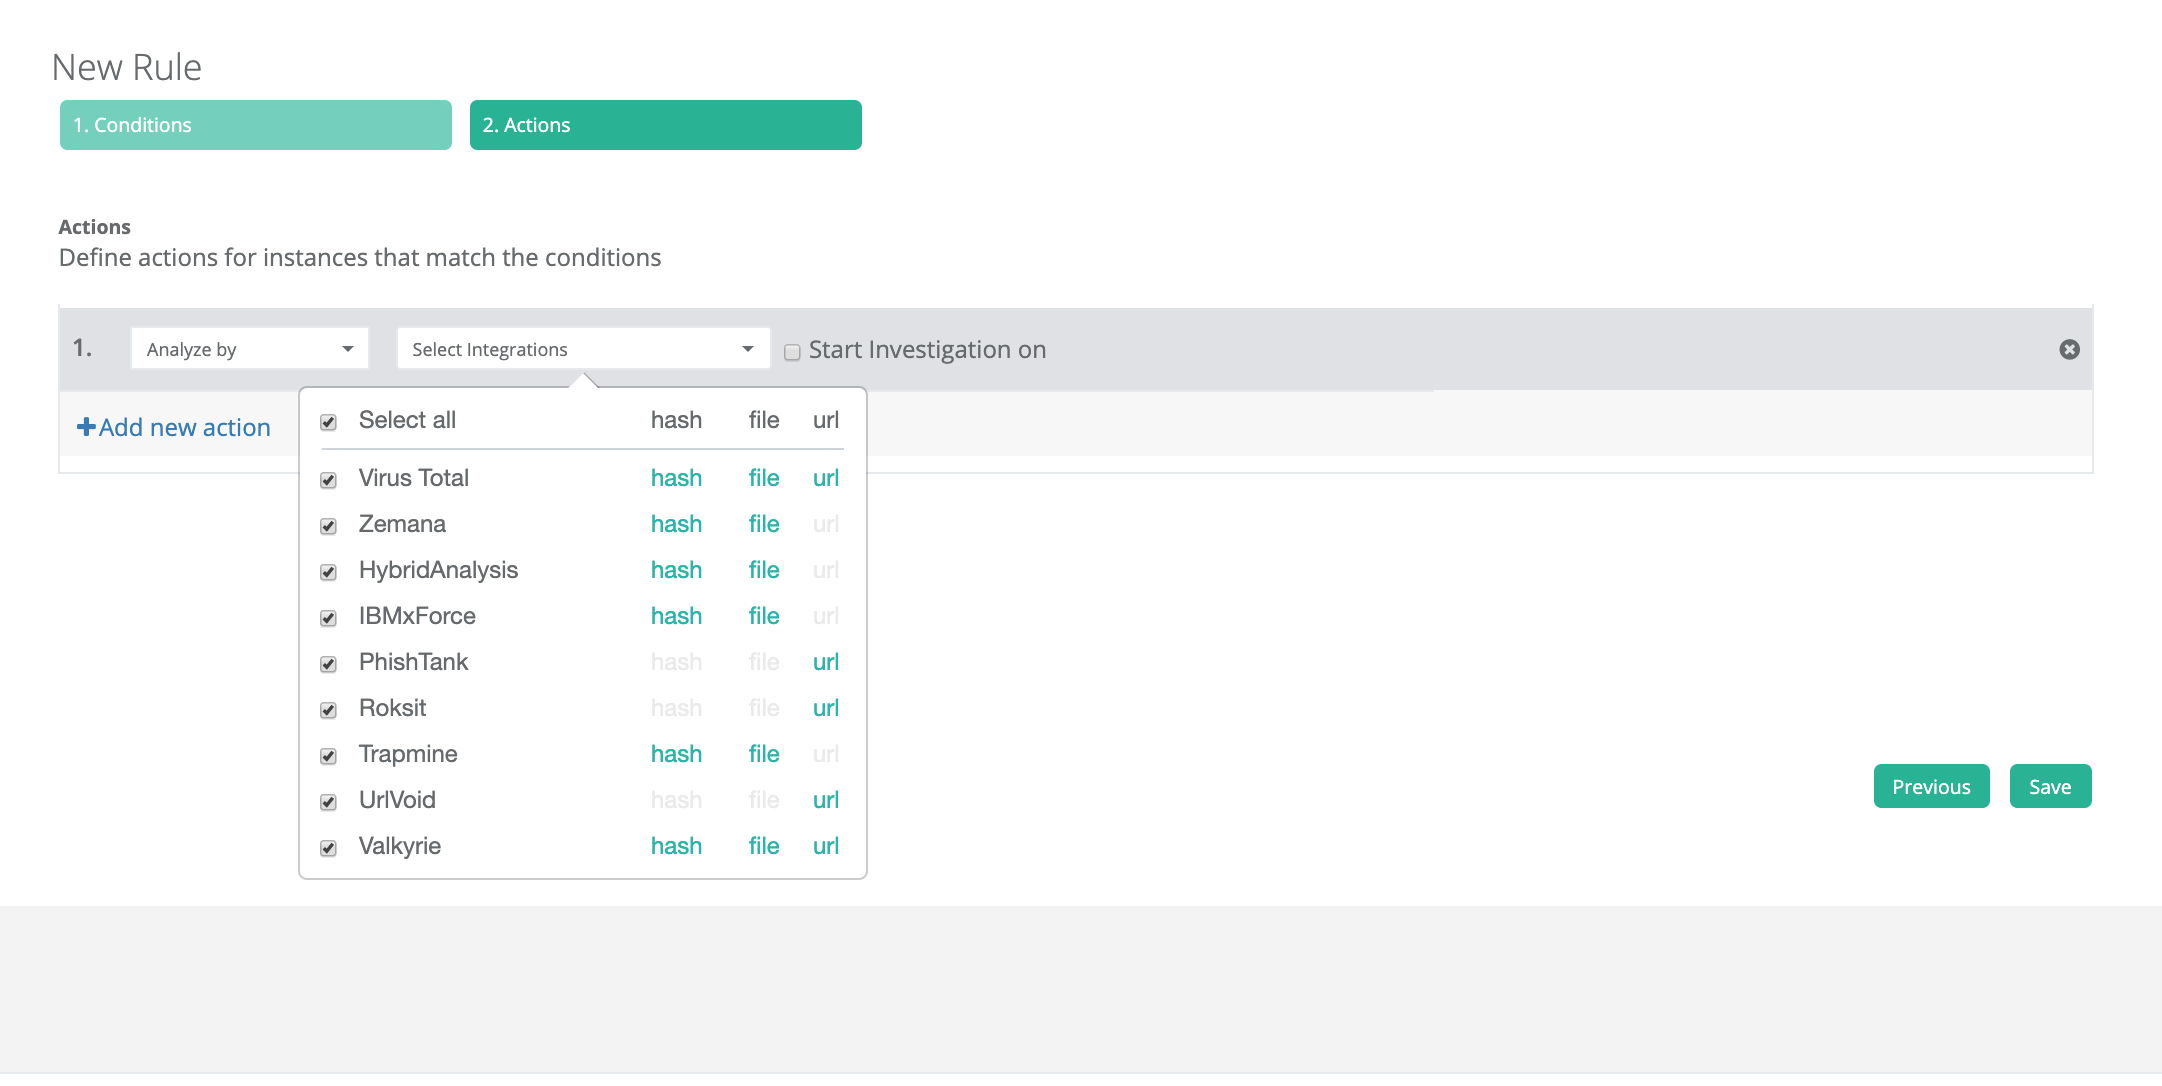 New Rule
1. Conditions 2. Actions
Actions
Define actions for instances that match the conditions
1. Analyze by Select Integrations Start Investigation on
Add new action
Select all hash file url
Virus Total hash file url
Zemana hash file url
HybridAnalysis hash file url
IBMxForce hash file url
PhishTank hash file url
Roksit hash file url
Trapmine hash file url
UrlVoid hash file url
Valkyrie hash file url
Previous Save